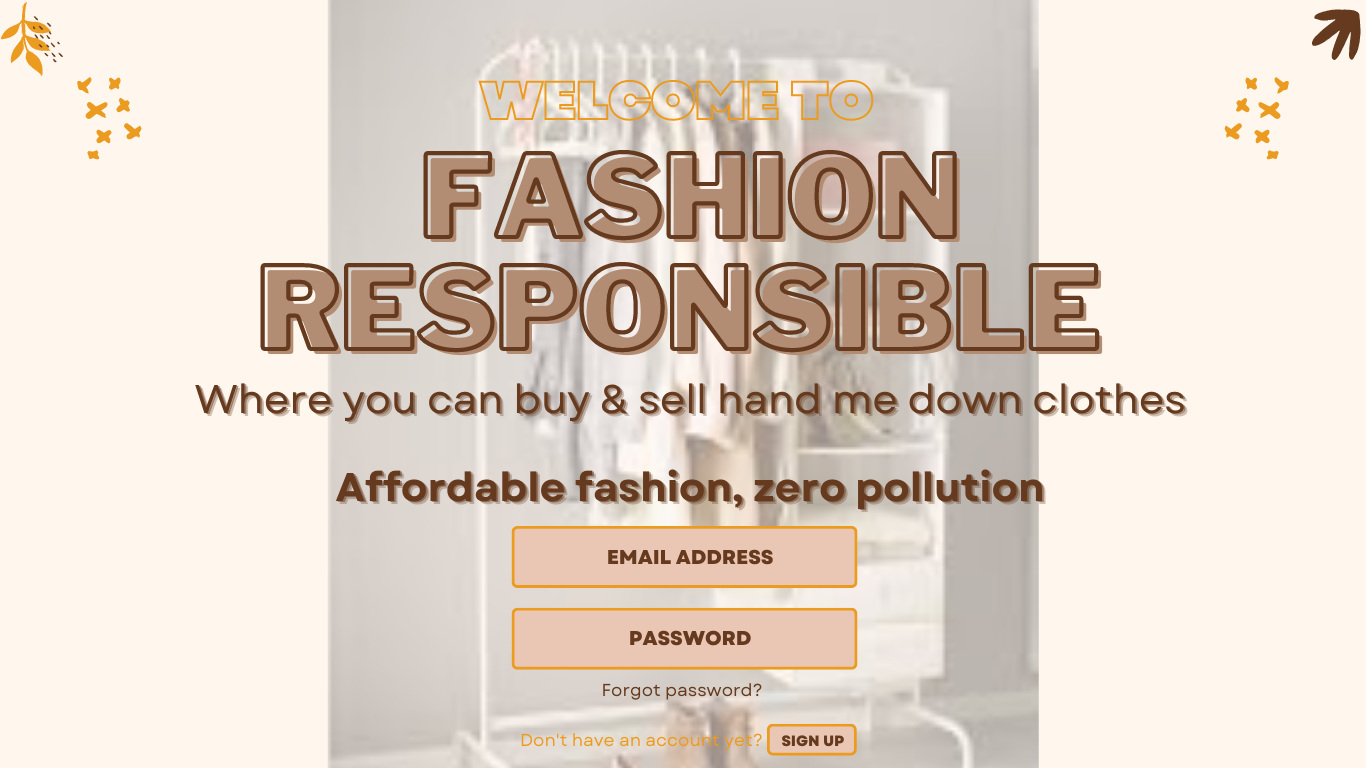 WELCOME TO
FASHION
RESPONSIBLE
Where you can buy & sell hand me down clothes
Affordable fashion, zero pollution
EMAIL ADDRESS
PASSWORD
Forgot password?
Don't have an account yet? SIGN UP